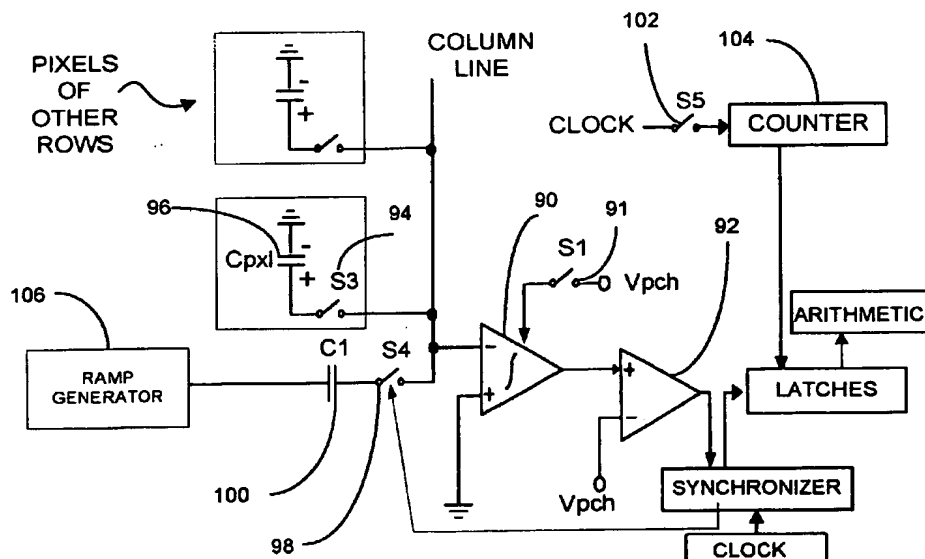 PIXELS
OF
OTHER
ROWS
-
+
COLUMN
LINE
102
104
CLOCK
S5
COUNTER
96
94
-
Cpxl
+
S3
90
91
S1
Vpch
92
106
RAMP
GENERATOR
C1
S4
-
+
+
-
ARITHMETIC
LATCHES
100
98
Vpch
SYNCHRONIZER
CLOCK